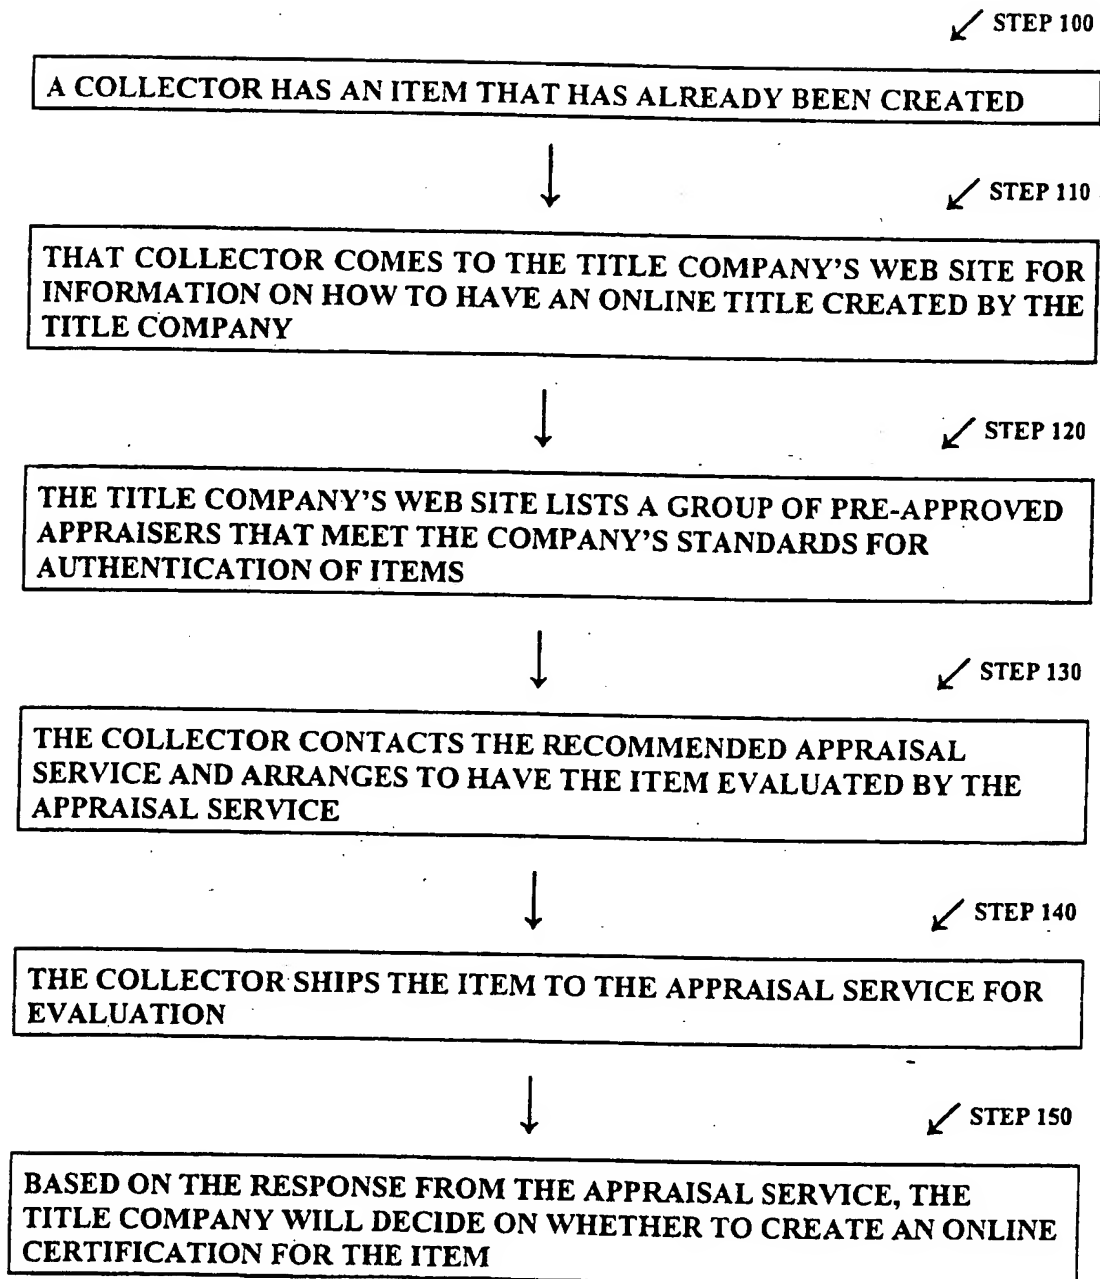 STEP 100
A COLLECTOR HAS AN ITEM THAT HAS ALREADY BEEN CREATED
STEP 110
THAT COLLECTOR COMES TO THE TITLE COMPANY'S WEB SITE FOR
INFORMATION ON HOW TO HAVE AN ONLINE TITLE CREATED BY THE
TITLE COMPANY
STEP 120
THE TITLE COMPANY'S WEB SITE LISTS A GROUP OF PRE-APPROVED
APPRAISERS THAT MEET THE COMPANY'S STANDARDS FOR
AUTHENTICATION OF ITEMS
STEP 130
THE COLLECTOR CONTACTS THE RECOMMENDED APPRAISAL
SERVICE AND ARRANGES TO HAVE THE ITEM EVALUATED BY THE
APPRAISAL SERVICE
STEP 140
THE COLLECTOR SHIPS THE ITEM TO THE APPRAISAL SERVICE FOR
EVALUATION
STEP 150
BASED ON THE RESPONSE FROM THE APPRAISAL SERVICE, THE
TITLE COMPANY WILL DECIDE ON WHETHER TO CREATE AN ONLINE
CERTIFICATION FOR THE ITEM